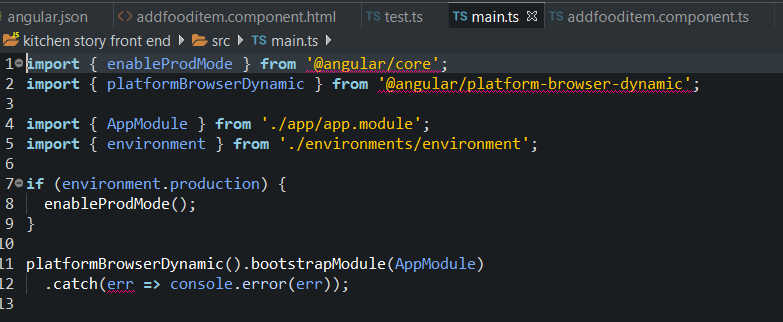 angular.json <> addfooditem.component.html TS test.ts TS main.ts TS addfooditem.component.ts
kitchen story front end > src > TS main.ts >
1 import { enableProdMode } from '@angular/core';
2 import { platformBrowserDynamic } from '@angular/platform-browser-dynamic';
3
4 import { AppModule } from './app/app.module';
5 import { environment } from './environments/environment';
6
7 if (environment.production) {
8   enableProdMode();
9 }
10
11 platformBrowserDynamic().bootstrapModule(AppModule)
12   .catch(err => console.error(err));
13